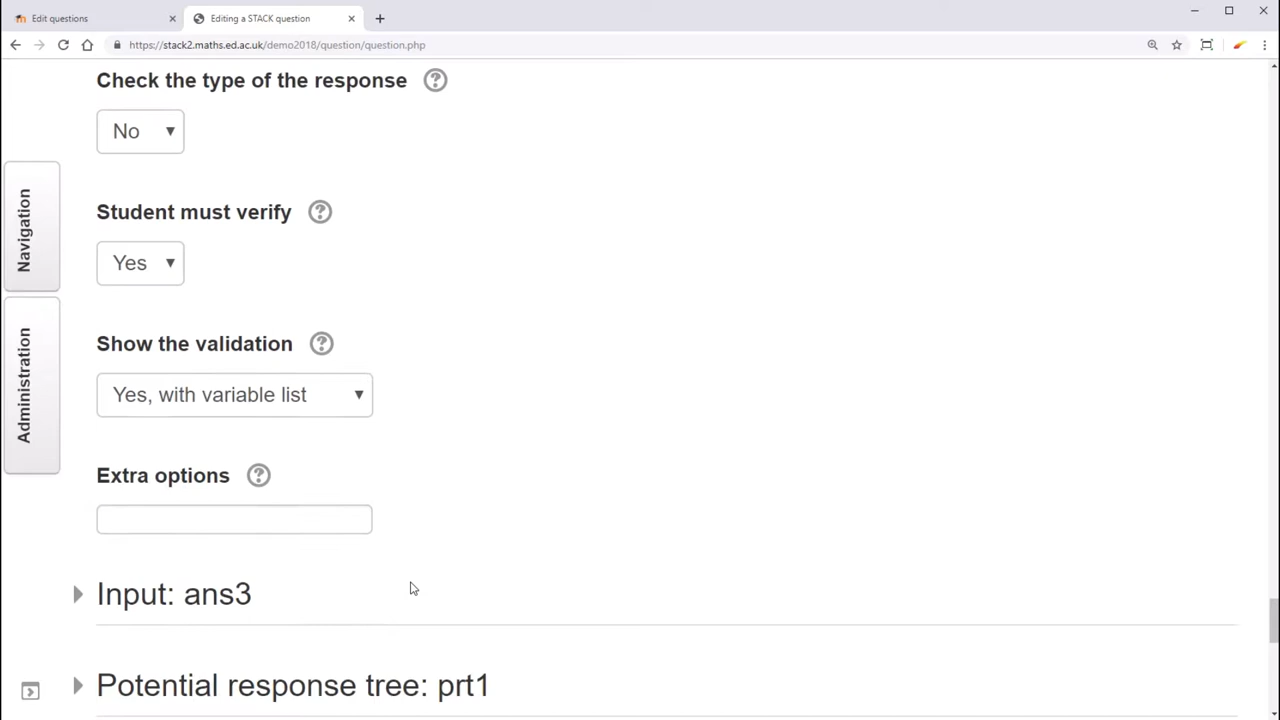 Edit questions
Editing a STACK question
https://stack2.maths.ed.ac.uk/demo2018/question/question.php
Check the type of the response
No
Student must verify
Yes
Show the validation
Yes, with variable list
Extra options
Input: ans3
Potential response tree: prt1
Navigation
Administration